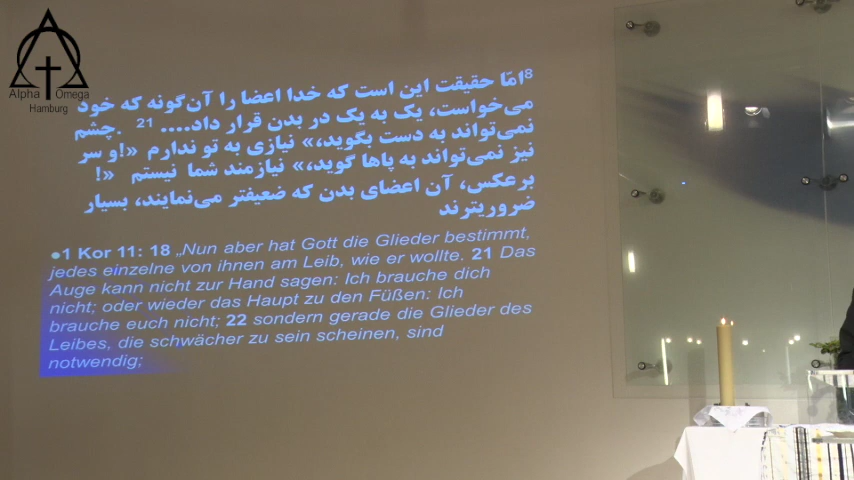 Alpha Omega
Hamburg
⁸امّا حقیقت این است که خدا اعضا را آن‌گونه که خود
می‌خواست، یک به یک در بدن قرار داد.... ²¹ .چشم
نمی‌تواند به دست بگوید،» نیازی به تو ندارم «!و سر
نیز نمی‌تواند به پاها گوید،» نیازمند شما نیستم «!
برعکس، آن اعضای بدن که ضعیفتر می‌نمایند، بسیار
ضروریترند
●1 Kor 11: 18 „Nun aber hat Gott die Glieder bestimmt,
jedes einzelne von ihnen am Leib, wie er wollte. 21 Das
Auge kann nicht zur Hand sagen: Ich brauche dich
nicht; oder wieder das Haupt zu den Füßen: Ich
brauche euch nicht; 22 sondern gerade die Glieder des
Leibes, die schwächer zu sein scheinen, sind
notwendig;